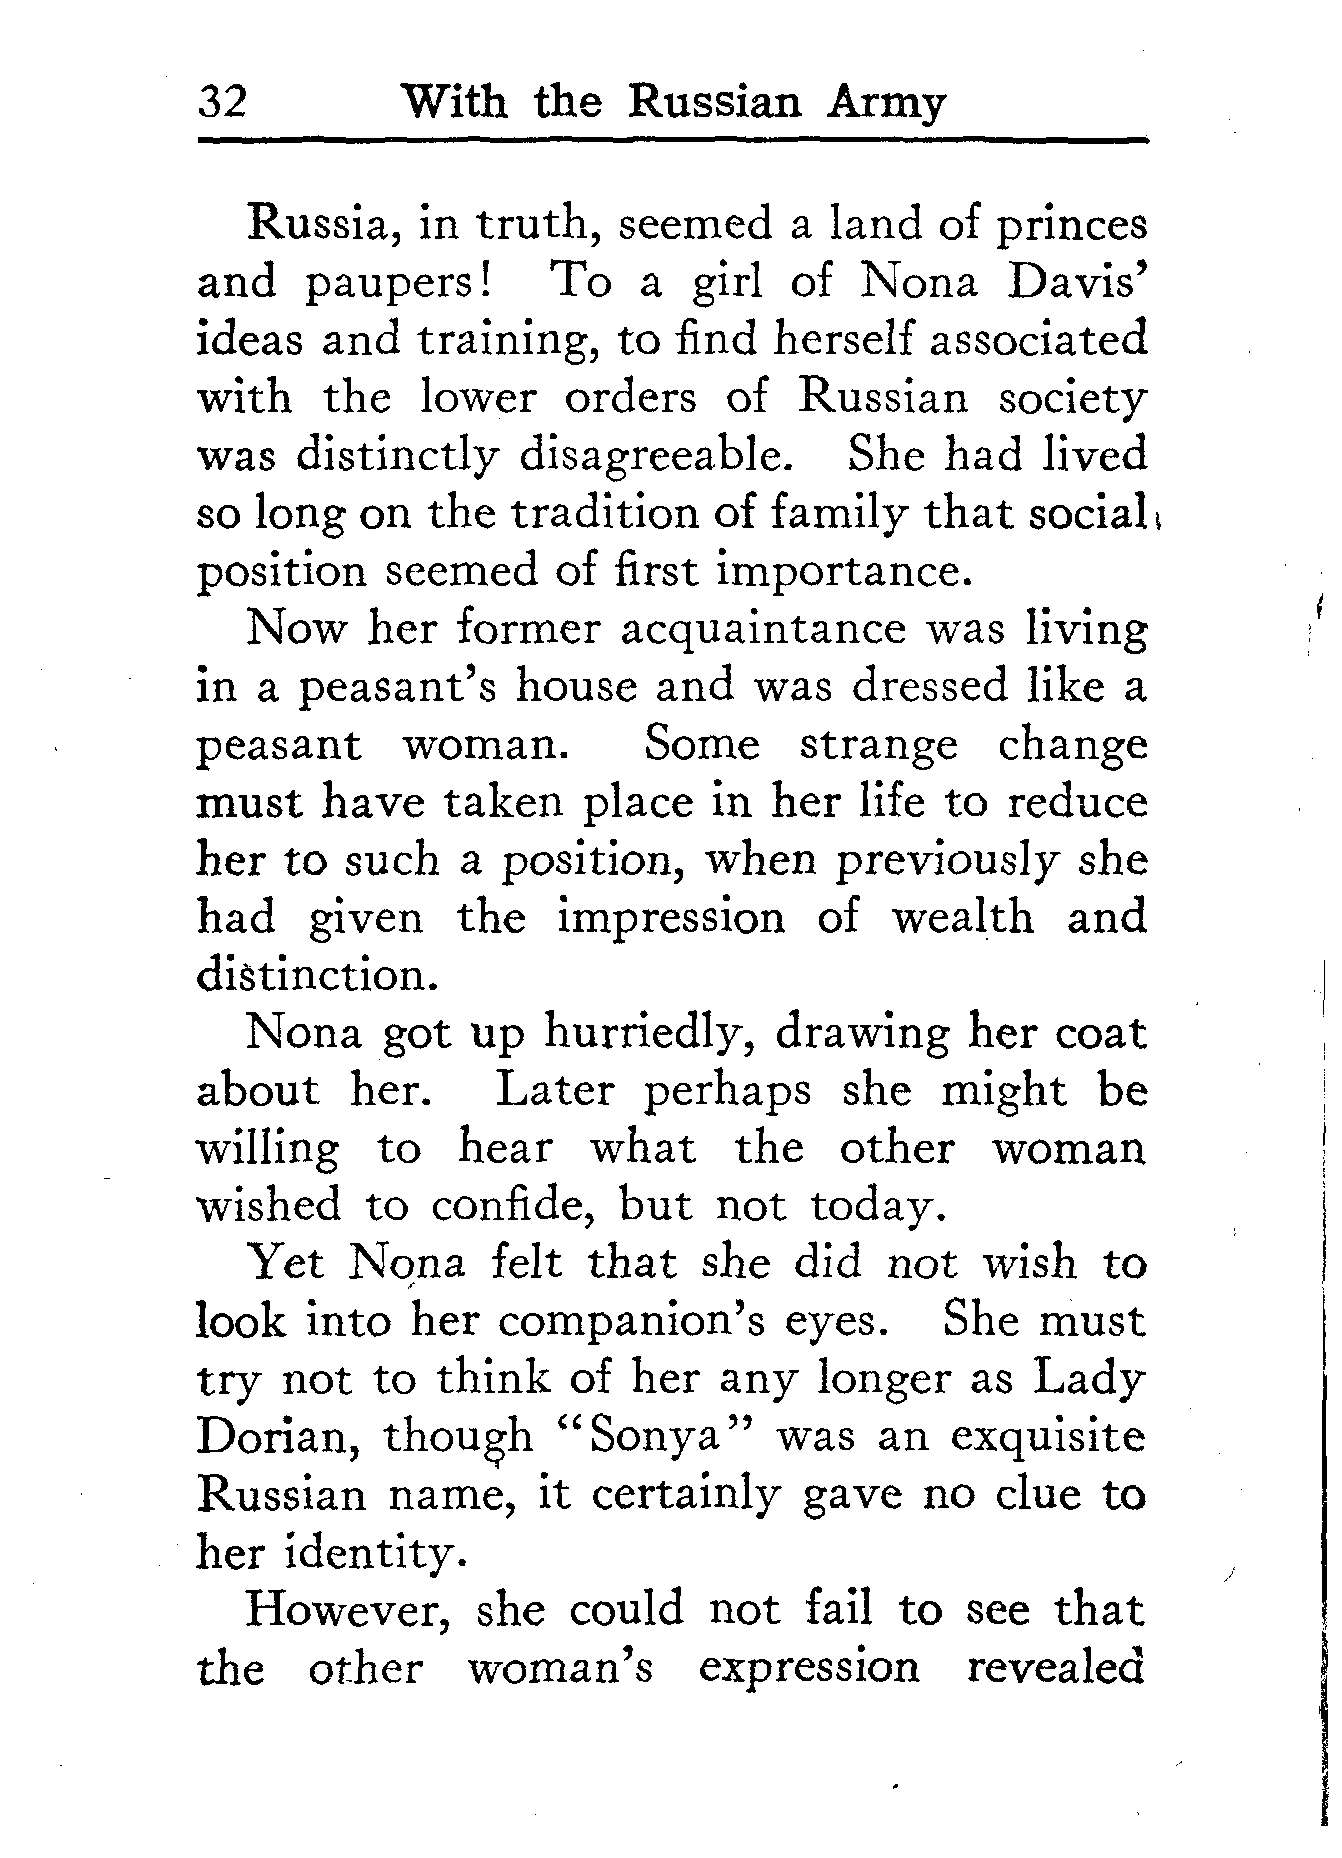 32 With the Russian Army
Russia, in truth, seemed a land of princes
and paupers! To a girl of Nona Davis'
ideas and training, to find herself associated
with the lower orders of Russian society
was distinctly disagreeable. She had lived
so long on the tradition of family that social
position seemed of first importance.
Now her former acquaintance was living
in a peasant's house and was dressed like a
peasant woman. Some strange change
must have taken place in her life to reduce
her to such a position, when previously she
had given the impression of wealth and
distinction.
Nona got up hurriedly, drawing her coat
about her. Later perhaps she might be
willing to hear what the other woman
wished to confide, but not today.
Yet Nona felt that she did not wish to
look into her companion's eyes. She must
try not to think of her any longer as Lady
Dorian, though "Sonya" was an exquisite
Russian name, it certainly gave no clue to
her identity.
However, she could not fail to see that
the other woman's expression revealed